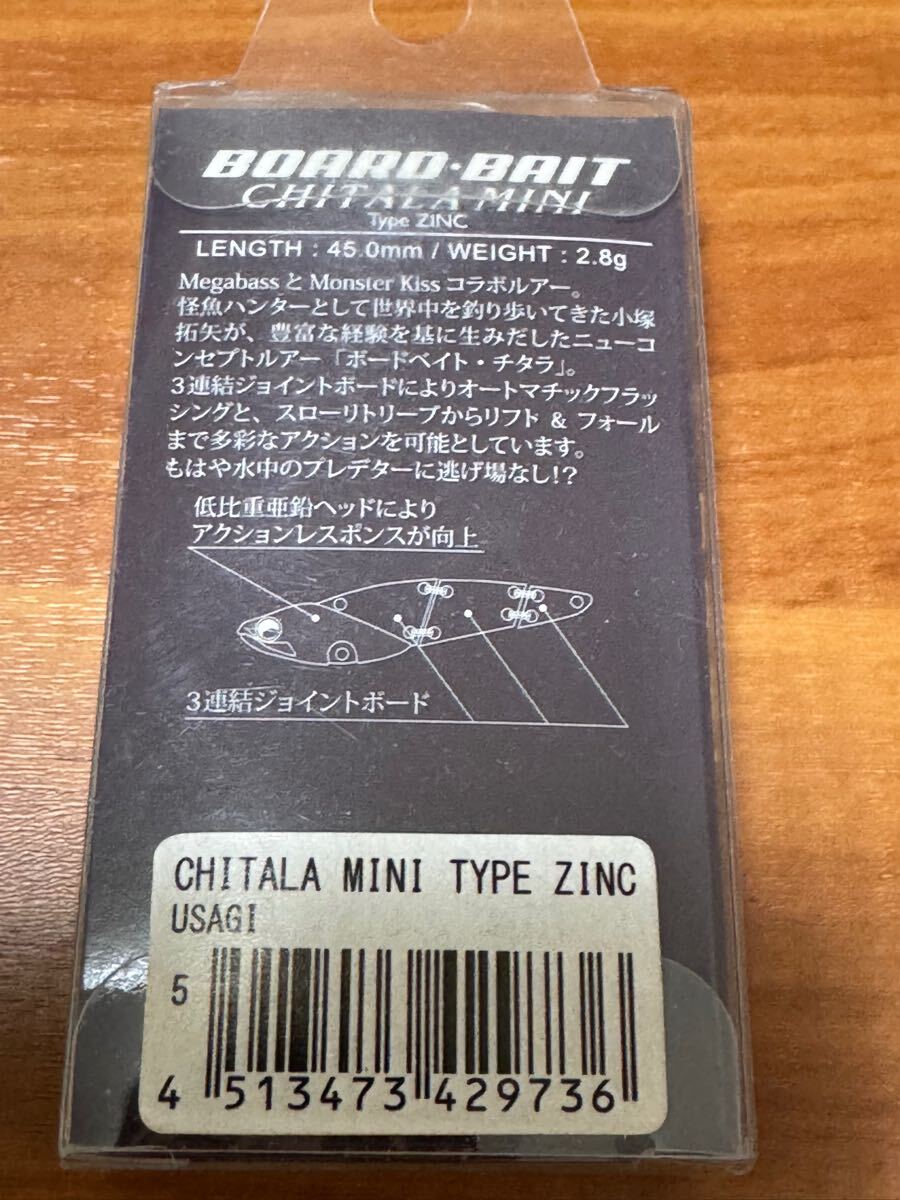 BOARD・BAIT
CHITALA MINI
Type ZINC
LENGTH : 45.0mm / WEIGHT : 2.8g
Megabass と Monster Kiss コラボルアー。
怪魚ハンターとして世界中を釣り歩いてきた小塚
拓矢が、豊富な経験を基に生みだしたニューコ
ンセプトルアー「ボードベイト・チタラ」。
3連結ジョイントボードによりオートマチックフラッ
シングと、スローリトリーブからリフト & フォール
まで多彩なアクションを可能としています。
もはや水中のプレデターに逃げ場なし!?
低比重亜鉛ヘッドにより
アクションレスポンスが向上
3連結ジョイントボード
CHITALA MINI TYPE ZINC
USAGI
5
4 513473 429736